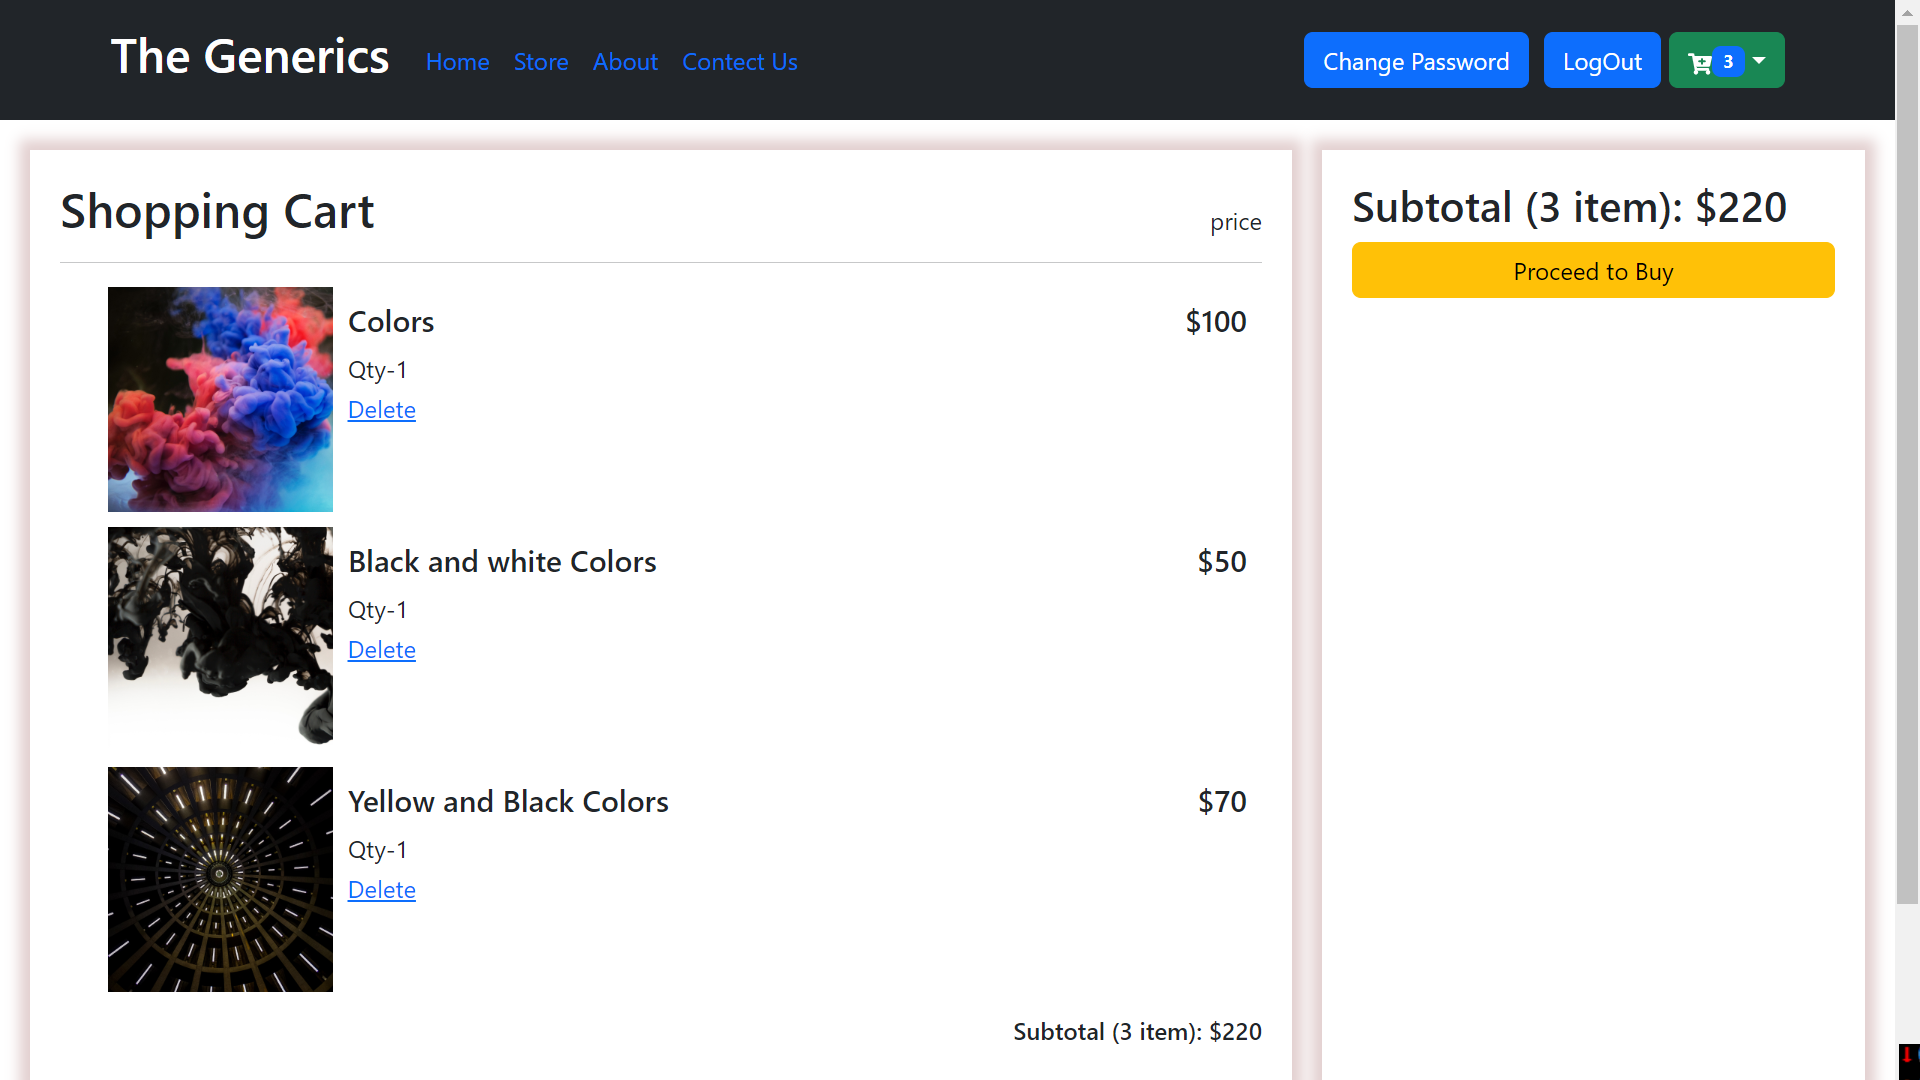 The Generics Home Store About Contect Us Change Password LogOut 3
Shopping Cart
price
Subtotal (3 item): $220
Proceed to Buy
Colors $100
Qty-1
Delete
Black and white Colors $50
Qty-1
Delete
Yellow and Black Colors $70
Qty-1
Delete
Subtotal (3 item): $220